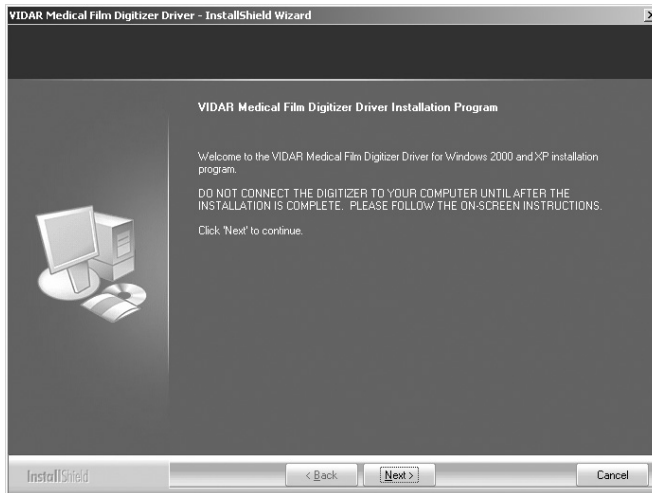 VIDAR Medical Film Digitizer Driver - InstallShield Wizard
VIDAR Medical Film Digitizer Driver Installation Program
Welcome to the VIDAR Medical Film Digitizer Driver for Windows 2000 and XP installation
program.
DO NOT CONNECT THE DIGITIZER TO YOUR COMPUTER UNTIL AFTER THE
INSTALLATION IS COMPLETE. PLEASE FOLLOW THE ON-SCREEN INSTRUCTIONS.
Click 'Next' to continue.
InstallShield
< Back
Next >
Cancel